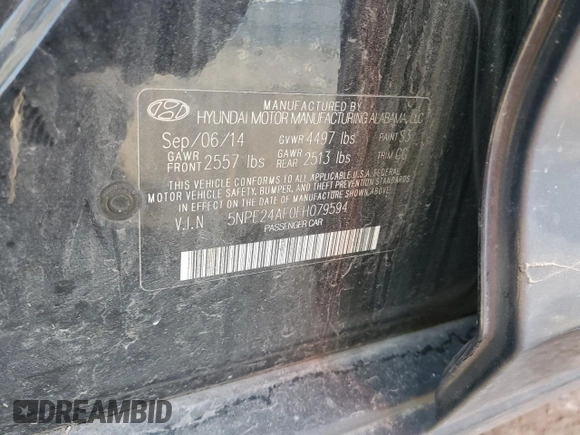 MANUFACTURED BY
HYUNDAI MOTOR MANUFACTURING ALABAMA, LLC
Sep/06/14 GVWR 4497 lbs PAINT S3
GAWR FRONT 2557 lbs GAWR REAR 2513 lbs TRIM
THIS VEHICLE CONFORMS TO ALL APPLICABLE U.S.A. FEDERAL
MOTOR VEHICLE SAFETY, BUMPER, AND THEFT PREVENTION
STANDARDS IN EFFECT ON THE DATE OF MANUFACTURE SHOWN ABOVE.
V.I.N 5NPE24AF0FH079594
PASSENGER CAR
DREAMBID